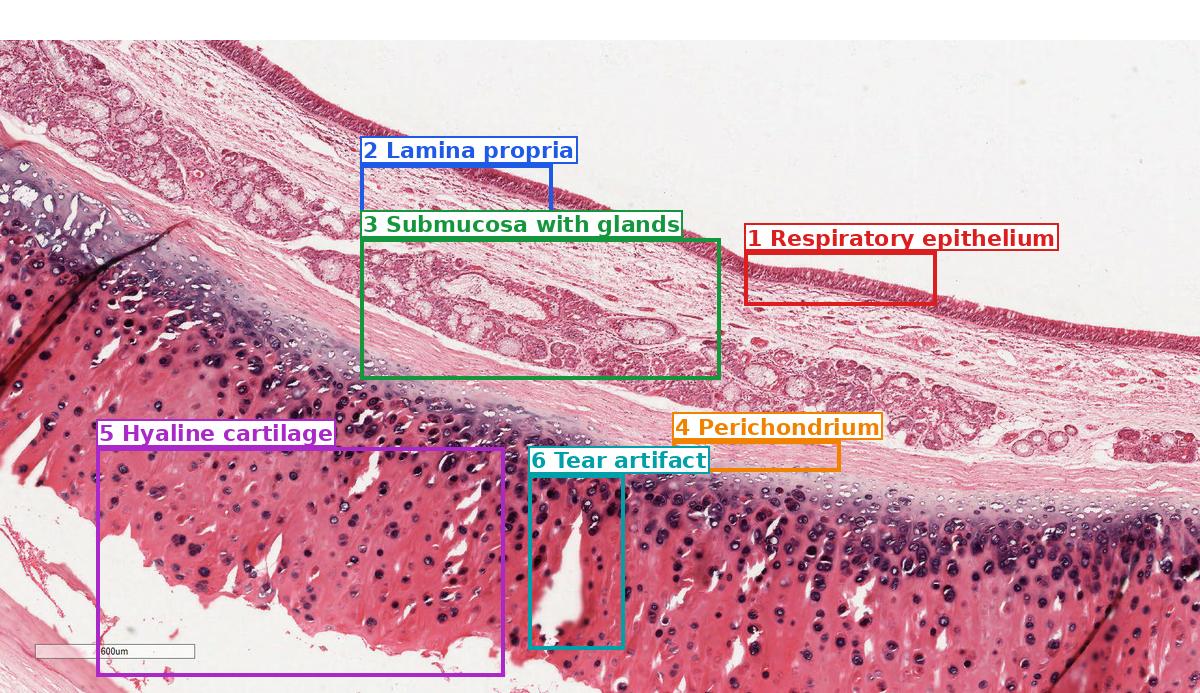 2 Lamina propria
3 Submucosa with glands
1 Respiratory epithelium
4 Perichondrium
5 Hyaline cartilage
6 Tear artifact
600um